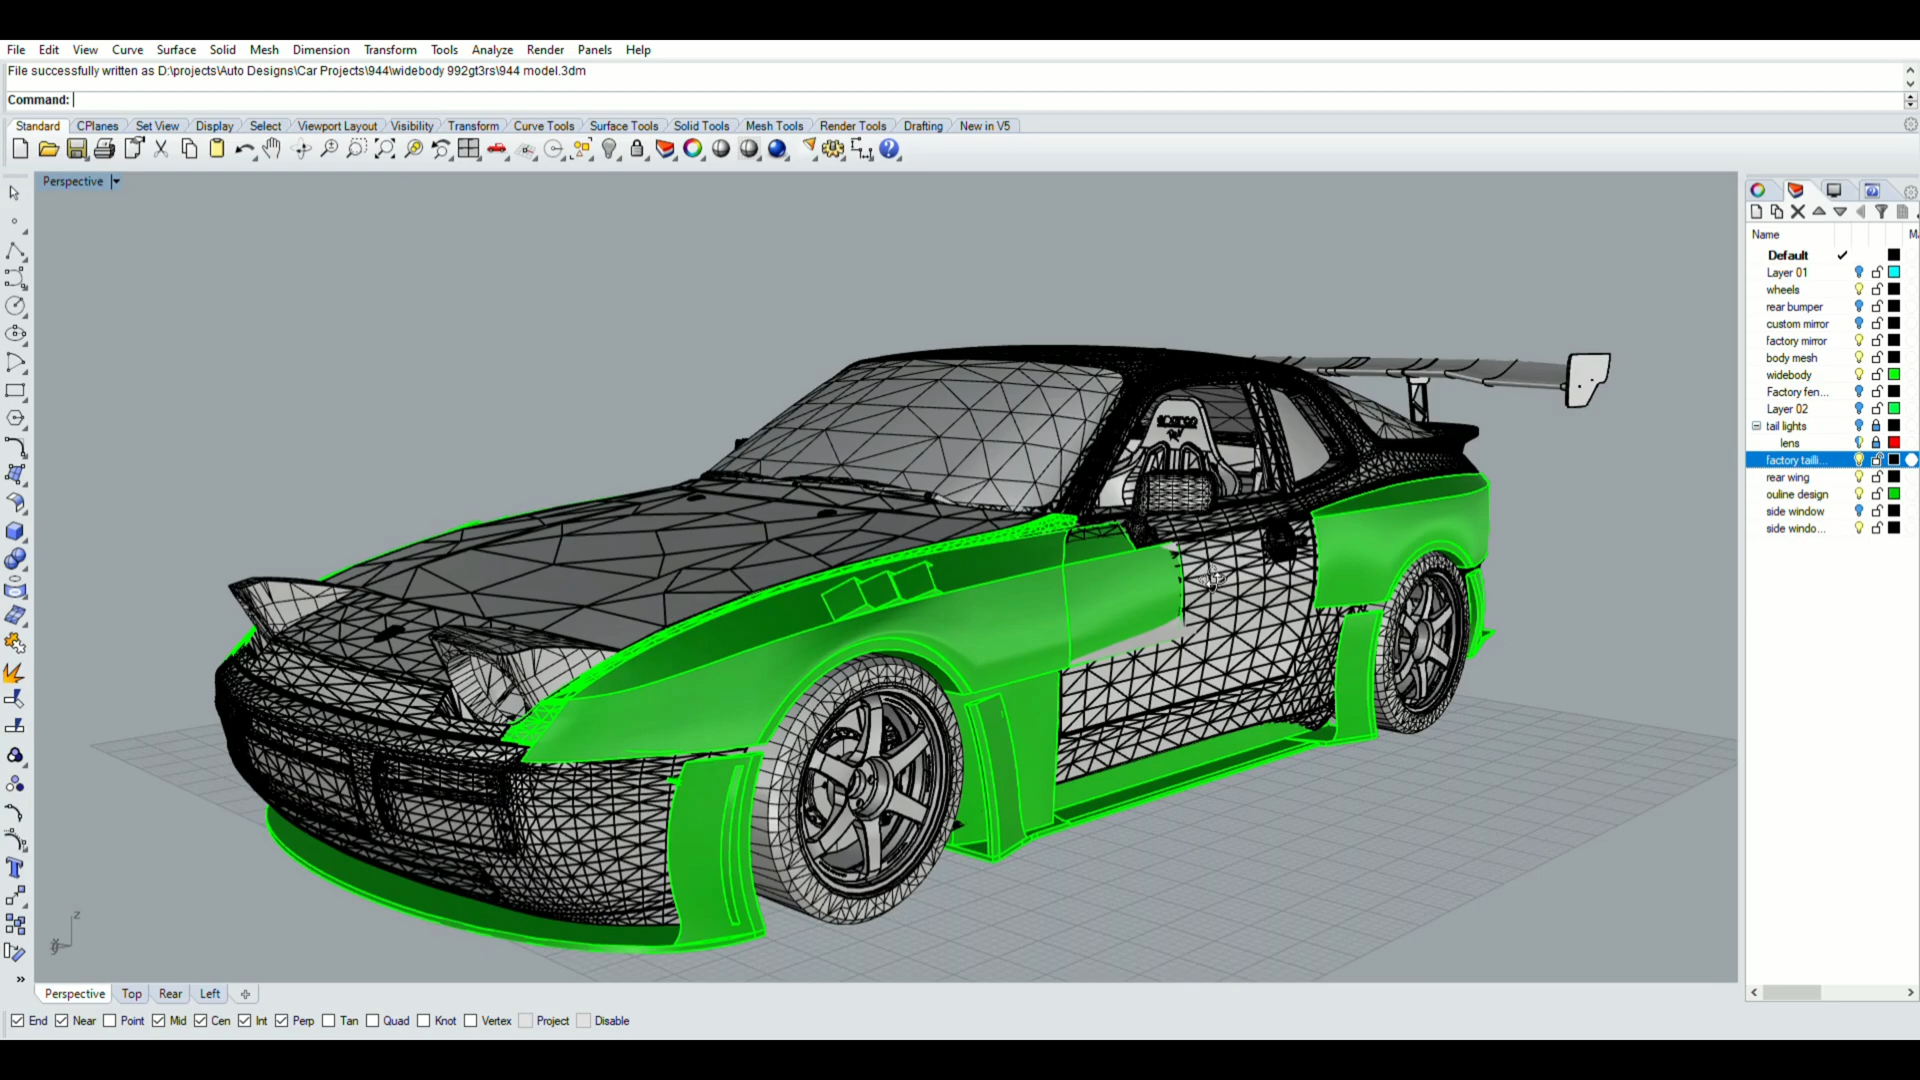 File Edit View Curve Surface Solid Mesh Dimension Transform Tools Analyze Render Panels Help
File successfully written as D:\projects\Auto Designs\Car Projects\944\widebody 992gt3rs\944 model.3dm
Command:
Standard CPlanes Set View Display Select Viewport Layout Visibility Transform Curve Tools Surface Tools Solid Tools Mesh Tools Render Tools Drafting New in V5
Perspective
Name M
Default
Layer 01
wheels
rear bumper
custom mirror
factory mirror
body mesh
widebody
Factory fen...
Layer 02
tail lights
lens
factory tailli...
rear wing
ouline design
side window
side windo...
sparco
z
y
x
Perspective Top Rear Left
End Near Point Mid Cen Int Perp Tan Quad Knot Vertex Project Disable